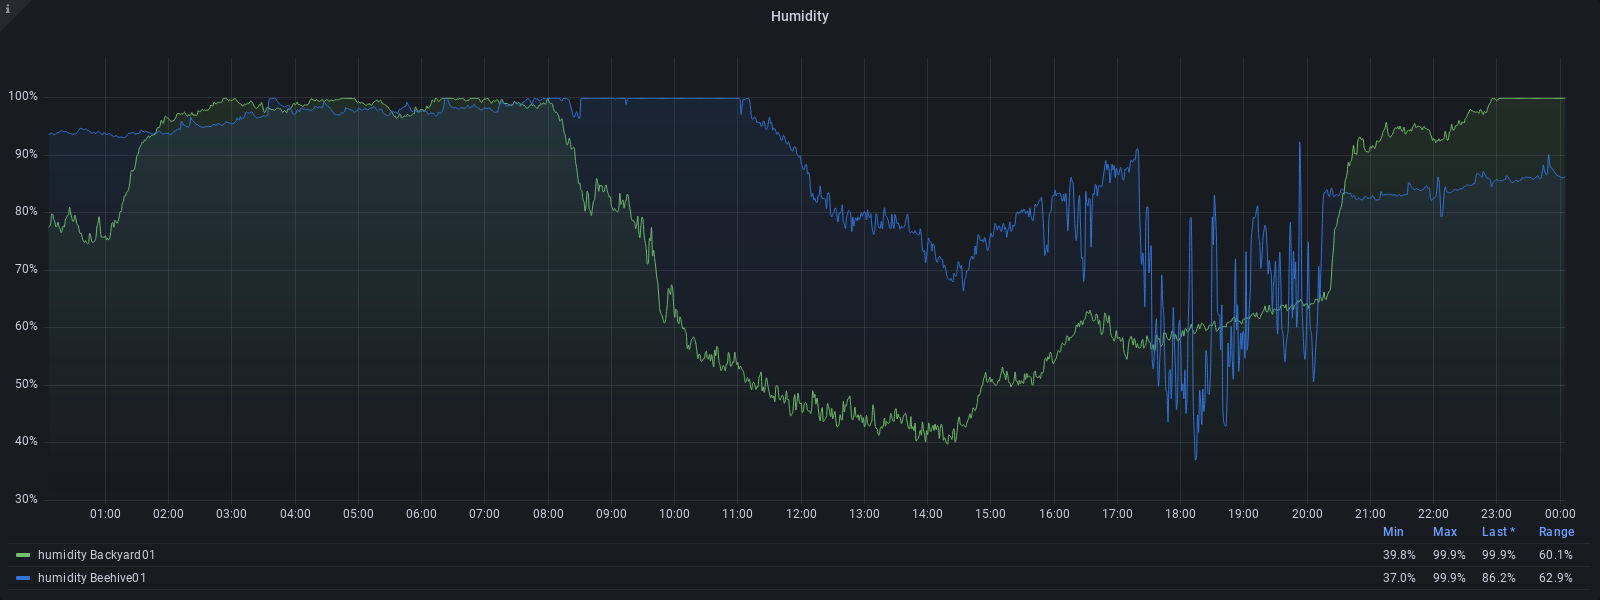 i
Humidity
100%
90%
80%
70%
60%
50%
40%
30%
01:00 02:00 03:00 04:00 05:00 06:00 07:00 08:00 09:00 10:00 11:00 12:00 13:00 14:00 15:00 16:00 17:00 18:00 19:00 20:00 21:00 22:00 23:00 00:00
Min Max Last * Range
humidity Backyard01 39.8% 99.9% 99.9% 60.1%
humidity Beehive01 37.0% 99.9% 86.2% 62.9%